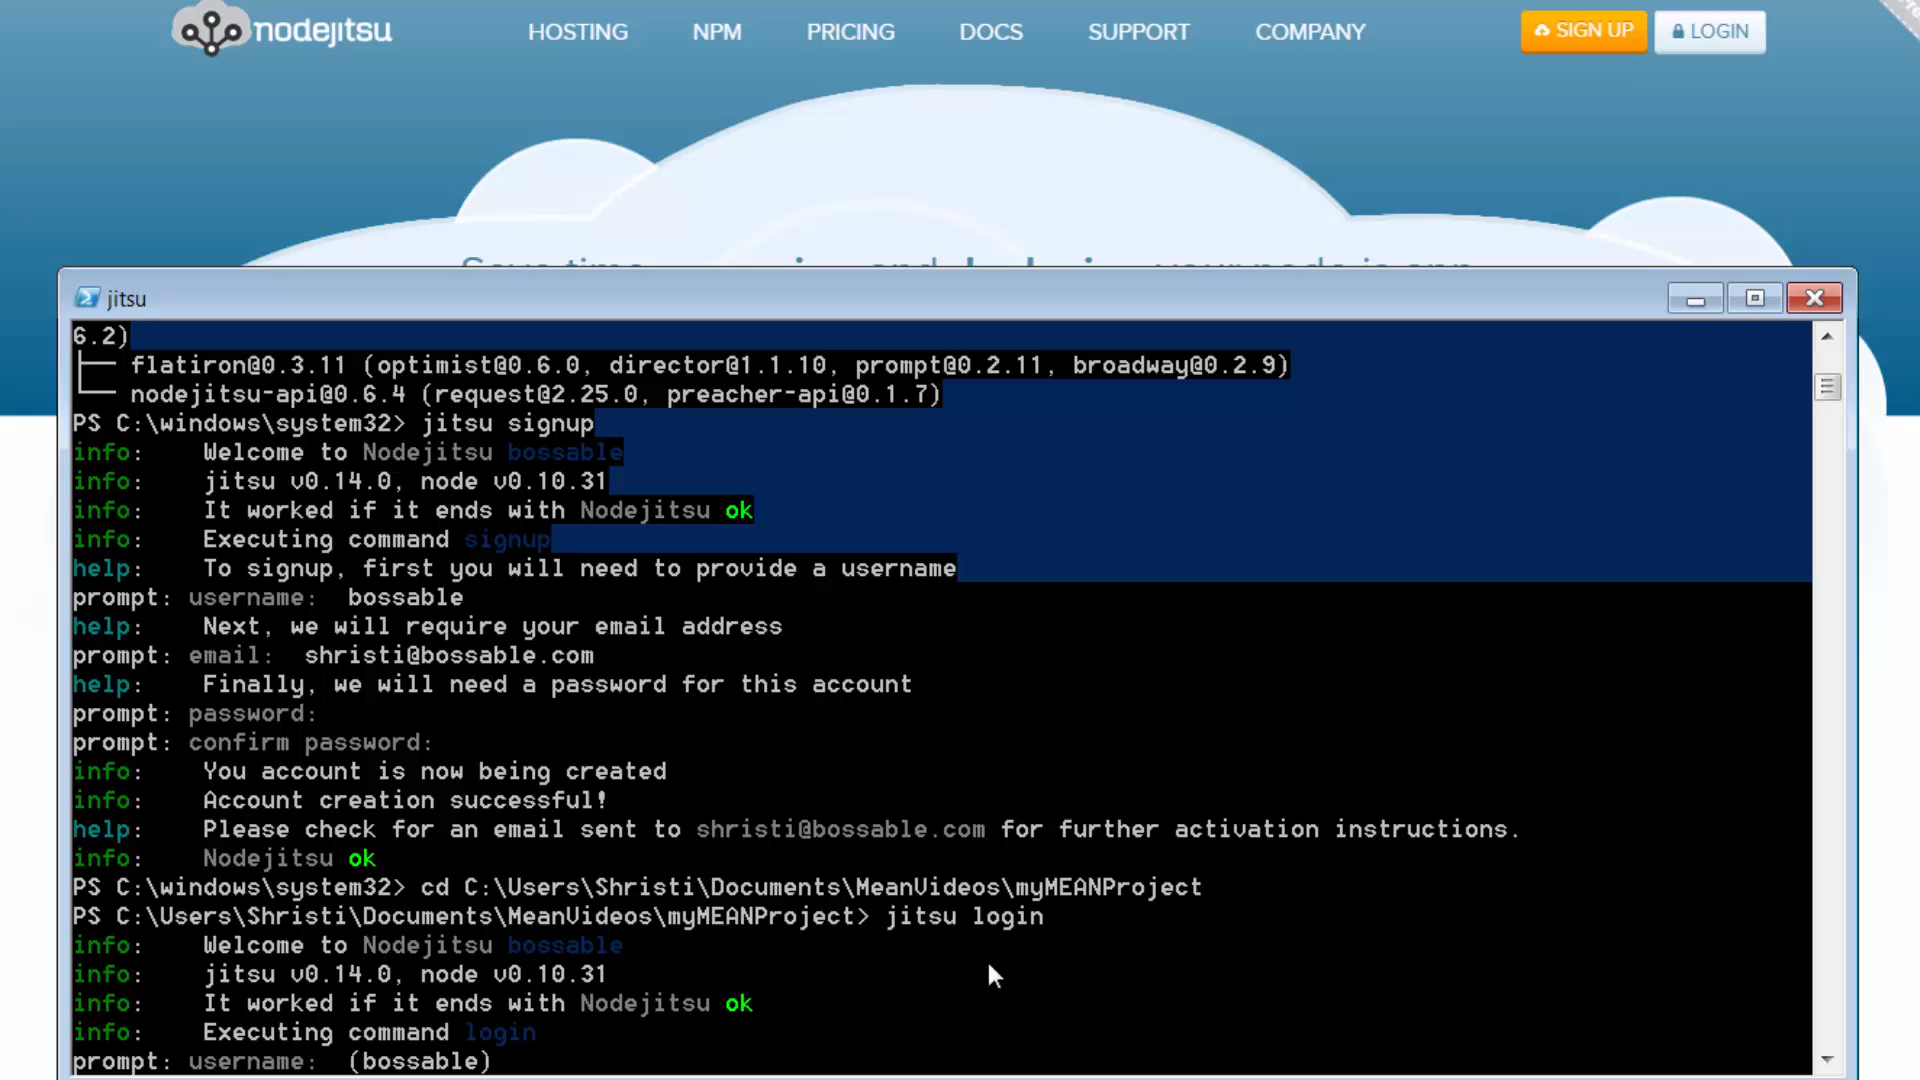 nodejitsu
HOSTING NPM PRICING DOCS SUPPORT COMPANY
SIGN UP LOGIN
jitsu
6.2)
├── flatiron@0.3.11 (optimist@0.6.0, director@1.1.10, prompt@0.2.11, broadway@0.2.9)
└── nodejitsu-api@0.6.4 (request@2.25.0, preacher-api@0.1.7)
PS C:\windows\system32> jitsu signup
info: Welcome to Nodejitsu bossable
info: jitsu v0.14.0, node v0.10.31
info: It worked if it ends with Nodejitsu ok
info: Executing command signup
help: To signup, first you will need to provide a username
prompt: username: bossable
help: Next, we will require your email address
prompt: email: shristi@bossable.com
help: Finally, we will need a password for this account
prompt: password:
prompt: confirm password:
info: You account is now being created
info: Account creation successful!
help: Please check for an email sent to shristi@bossable.com for further activation instructions.
info: Nodejitsu ok
PS C:\windows\system32> cd C:\Users\Shristi\Documents\MeanVideos\myMEANProject
PS C:\Users\Shristi\Documents\MeanVideos\myMEANProject> jitsu login
info: Welcome to Nodejitsu bossable
info: jitsu v0.14.0, node v0.10.31
info: It worked if it ends with Nodejitsu ok
info: Executing command login
prompt: username: (bossable)